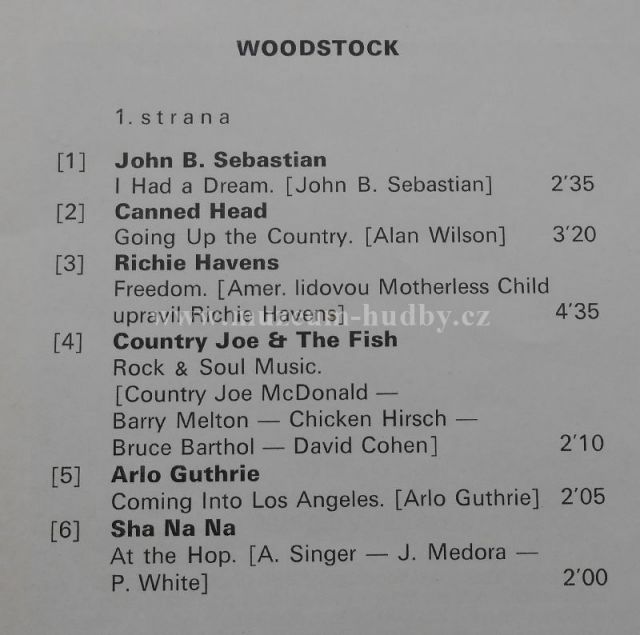 WOODSTOCK
1. strana
[1] John B. Sebastian
I Had a Dream. [John B. Sebastian] 2'35
[2] Canned Head
Going Up the Country. [Alan Wilson] 3'20
[3] Richie Havens
Freedom. [Amer. lidovou Motherless Child
upravil Richie Havens] 4'35
www.muzeum-hudby.cz
[4] Country Joe & The Fish
Rock & Soul Music.
[Country Joe McDonald —
Barry Melton — Chicken Hirsch —
Bruce Barthol — David Cohen] 2'10
[5] Arlo Guthrie
Coming Into Los Angeles. [Arlo Guthrie] 2'05
[6] Sha Na Na
At the Hop. [A. Singer — J. Medora —
P. White] 2'00